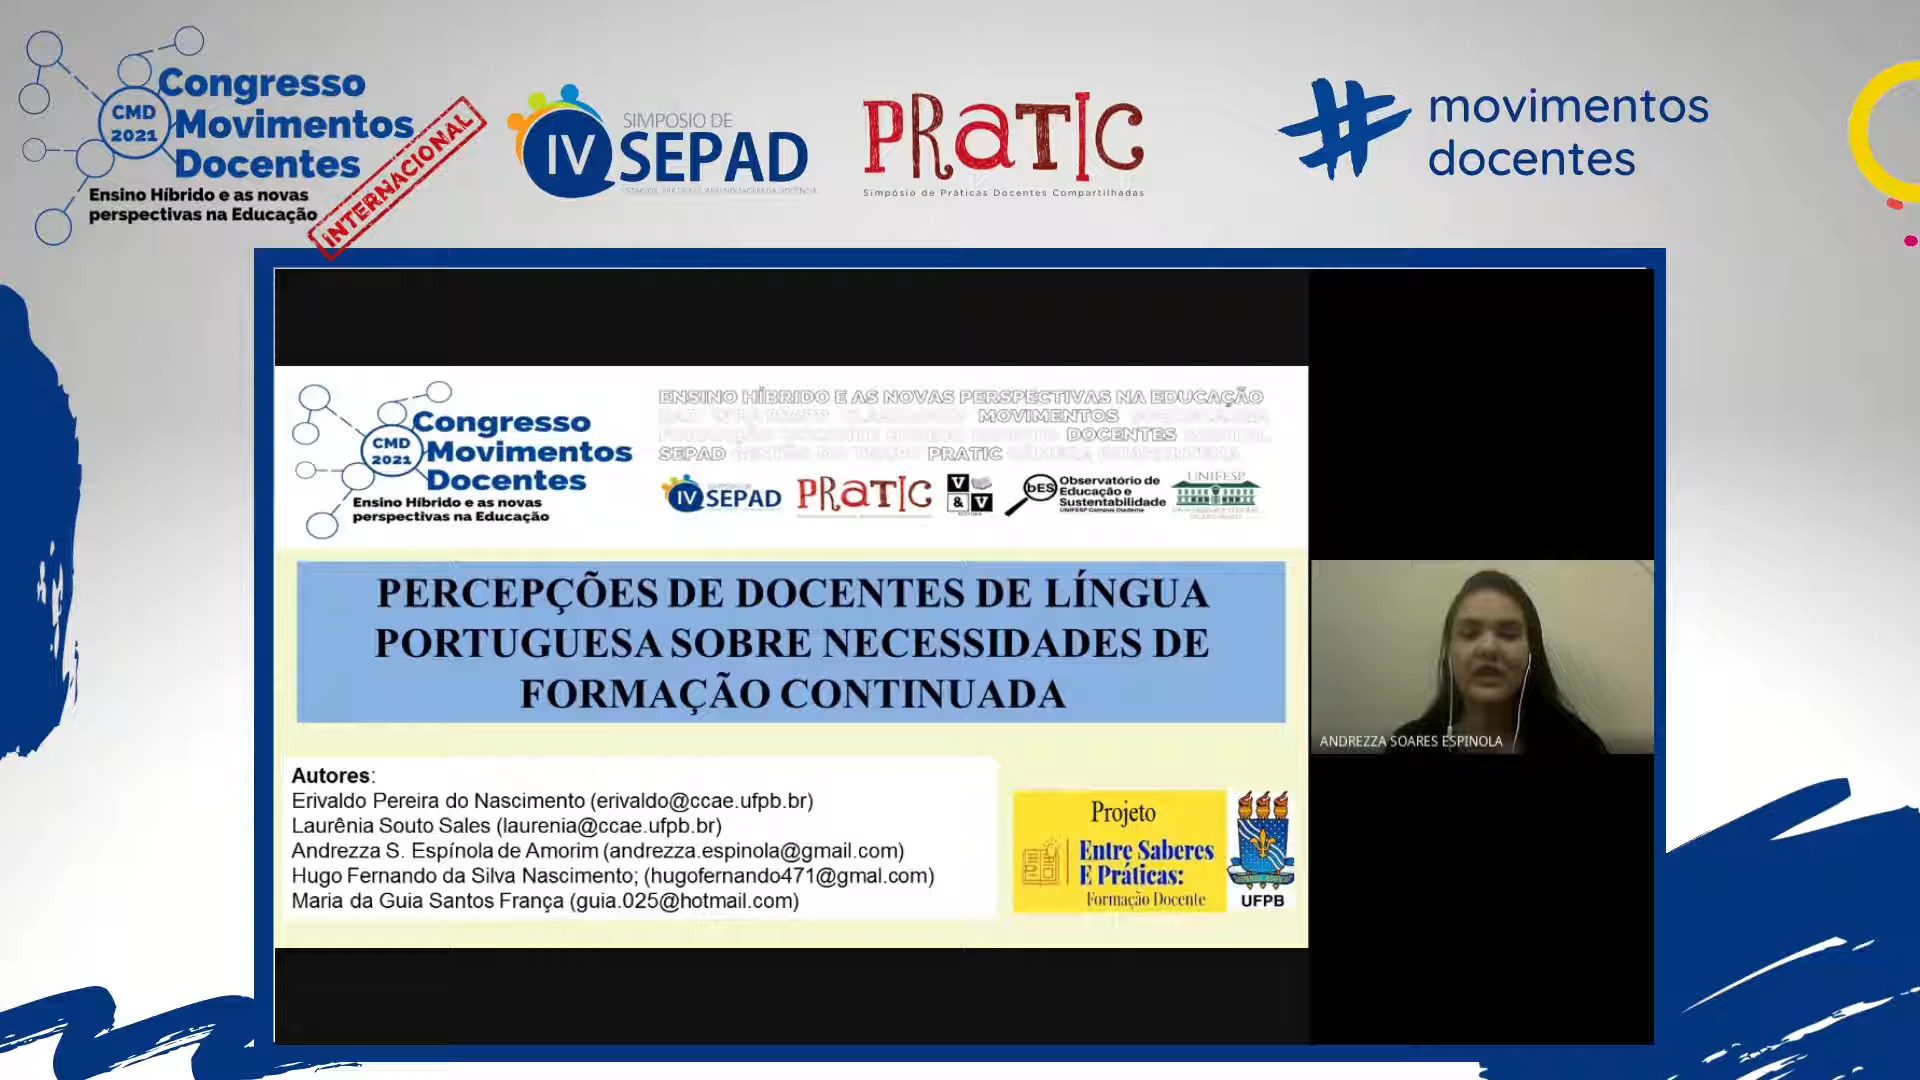 Congresso
CMD
2021
Movimentos
Docentes
Ensino Híbrido e as novas
perspectivas na Educação
INTERNACIONAL
SIMPÓSIO DE
IV SEPAD
PRATIC
Simpósio de Práticas Docentes Compartilhadas
# movimentos
docentes
Congresso
CMD
2021
Movimentos
Docentes
Ensino Híbrido e as novas
perspectivas na Educação
ENSINO HÍBRIDO E AS NOVAS PERSPECTIVAS NA EDUCAÇÃO
MOVIMENTOS
DOCENTES
SEPAD PRATIC
IV SEPAD
PRATIC
V & V
bES
Observatório de
Educação e
Sustentabilidade
UNIFESP Campus Diadema
UNIFESP
PERCEPÇÕES DE DOCENTES DE LÍNGUA
PORTUGUESA SOBRE NECESSIDADES DE
FORMAÇÃO CONTINUADA
Autores:
Erivaldo Pereira do Nascimento (erivaldo@ccae.ufpb.br)
Laurênia Souto Sales (laurenia@ccae.ufpb.br)
Andrezza S. Espínola de Amorim (andrezza.espinola@gmail.com)
Hugo Fernando da Silva Nascimento; (hugofernando471@gmal.com)
Maria da Guia Santos França (guia.025@hotmail.com)
Projeto
Entre Saberes
E Práticas:
Formação Docente
UFPB
ANDREZZA SOARES ESPINOLA